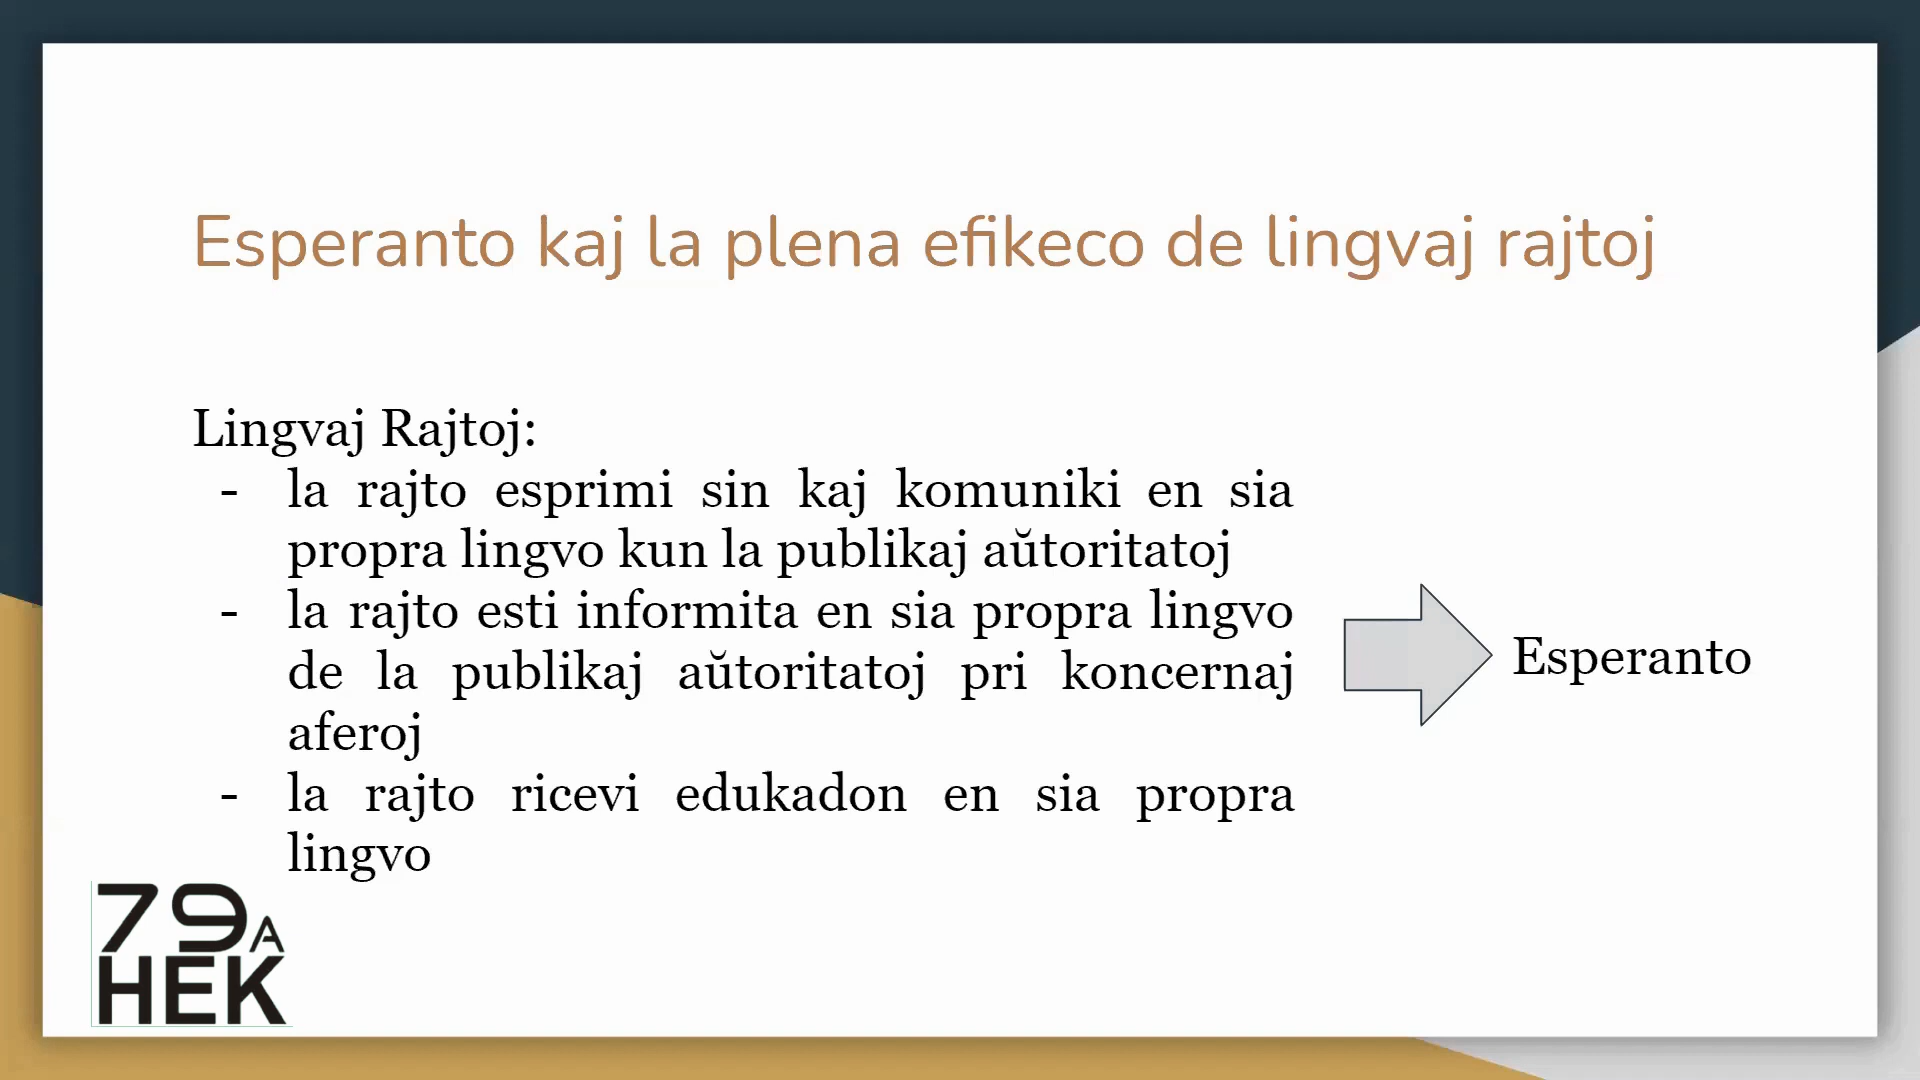 Esperanto kaj la plena efikeco de lingvaj rajtoj
Lingvaj Rajtoj:
- la rajto esprimi sin kaj komuniki en sia
propra lingvo kun la publikaj aŭtoritatoj
- la rajto esti informita en sia propra lingvo
de la publikaj aŭtoritatoj pri koncernaj
aferoj
- la rajto ricevi edukadon en sia propra
lingvo
Esperanto
79A
HEK